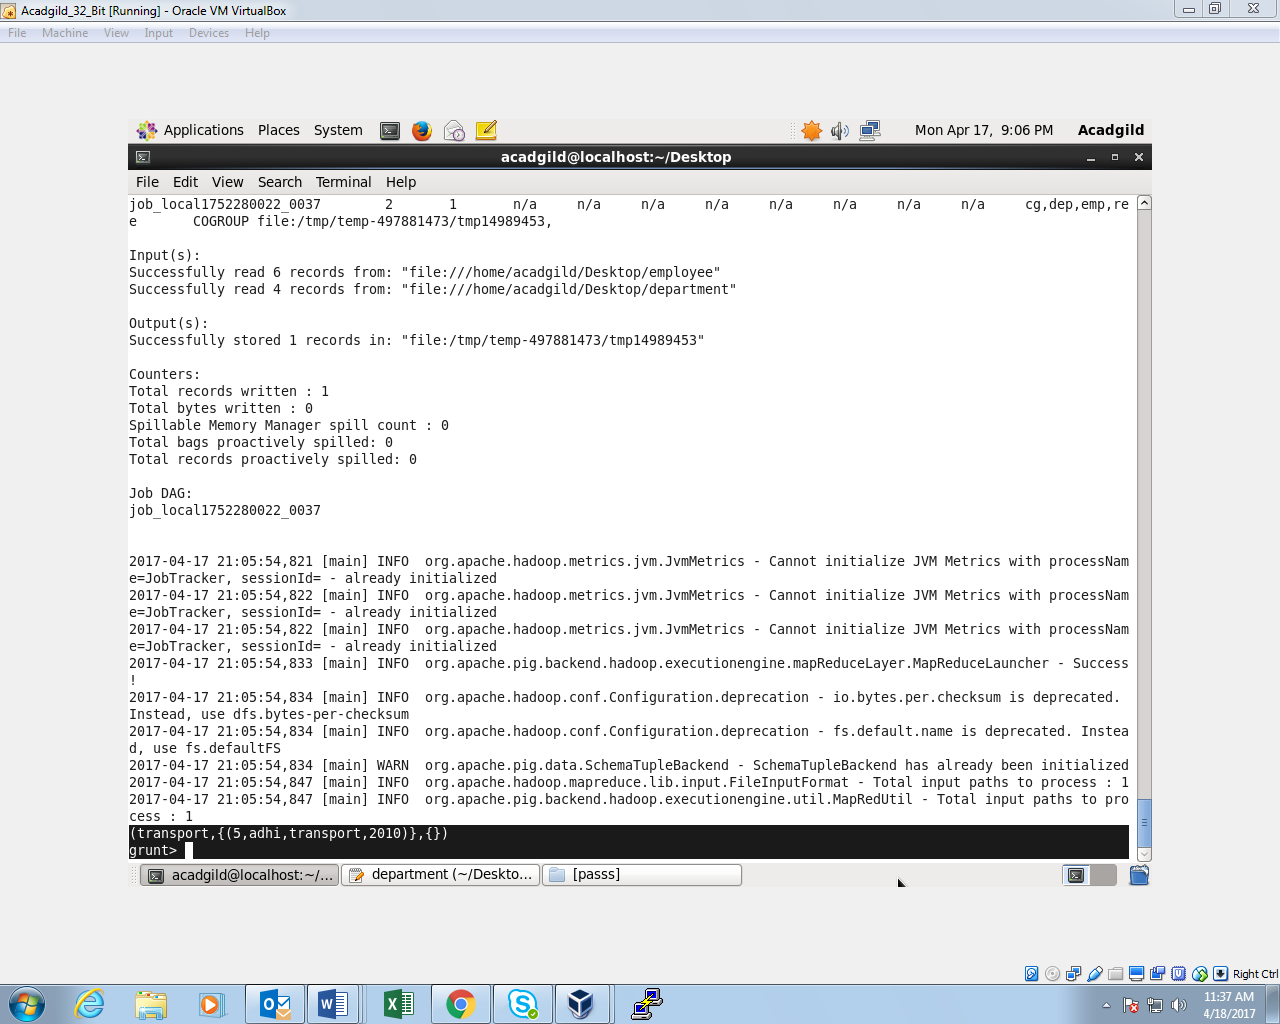 Acadgild_32_Bit [Running] - Oracle VM VirtualBox
File Machine View Input Devices Help
Applications Places System Mon Apr 17, 9:06 PM Acadgild
acadgild@localhost:~/Desktop
File Edit View Search Terminal Help
job_local1752280022_0037 2 1 n/a n/a n/a n/a n/a n/a n/a n/a cg,dep,emp,re
e COGROUP file:/tmp/temp-497881473/tmp14989453,
Input(s):
Successfully read 6 records from: "file:///home/acadgild/Desktop/employee"
Successfully read 4 records from: "file:///home/acadgild/Desktop/department"
Output(s):
Successfully stored 1 records in: "file:/tmp/temp-497881473/tmp14989453"
Counters:
Total records written : 1
Total bytes written : 0
Spillable Memory Manager spill count : 0
Total bags proactively spilled: 0
Total records proactively spilled: 0
Job DAG:
job_local1752280022_0037
2017-04-17 21:05:54,821 [main] INFO org.apache.hadoop.metrics.jvm.JvmMetrics - Cannot initialize JVM Metrics with processNam
e=JobTracker, sessionId= - already initialized
2017-04-17 21:05:54,822 [main] INFO org.apache.hadoop.metrics.jvm.JvmMetrics - Cannot initialize JVM Metrics with processNam
e=JobTracker, sessionId= - already initialized
2017-04-17 21:05:54,822 [main] INFO org.apache.hadoop.metrics.jvm.JvmMetrics - Cannot initialize JVM Metrics with processNam
e=JobTracker, sessionId= - already initialized
2017-04-17 21:05:54,833 [main] INFO org.apache.pig.backend.hadoop.executionengine.mapReduceLayer.MapReduceLauncher - Success
!
2017-04-17 21:05:54,834 [main] INFO org.apache.hadoop.conf.Configuration.deprecation - io.bytes.per.checksum is deprecated.
Instead, use dfs.bytes-per-checksum
2017-04-17 21:05:54,834 [main] INFO org.apache.hadoop.conf.Configuration.deprecation - fs.default.name is deprecated. Instea
d, use fs.defaultFS
2017-04-17 21:05:54,834 [main] WARN org.apache.pig.data.SchemaTupleBackend - SchemaTupleBackend has already been initialized
2017-04-17 21:05:54,847 [main] INFO org.apache.hadoop.mapreduce.lib.input.FileInputFormat - Total input paths to process : 1
2017-04-17 21:05:54,847 [main] INFO org.apache.pig.backend.hadoop.executionengine.util.MapRedUtil - Total input paths to pro
cess : 1
(transport,{(5,adhi,transport,2010)},{})
grunt>
acadgild@localhost:~/... department (~/Deskto... [passs]
Right Ctrl
11:37 AM
4/18/2017